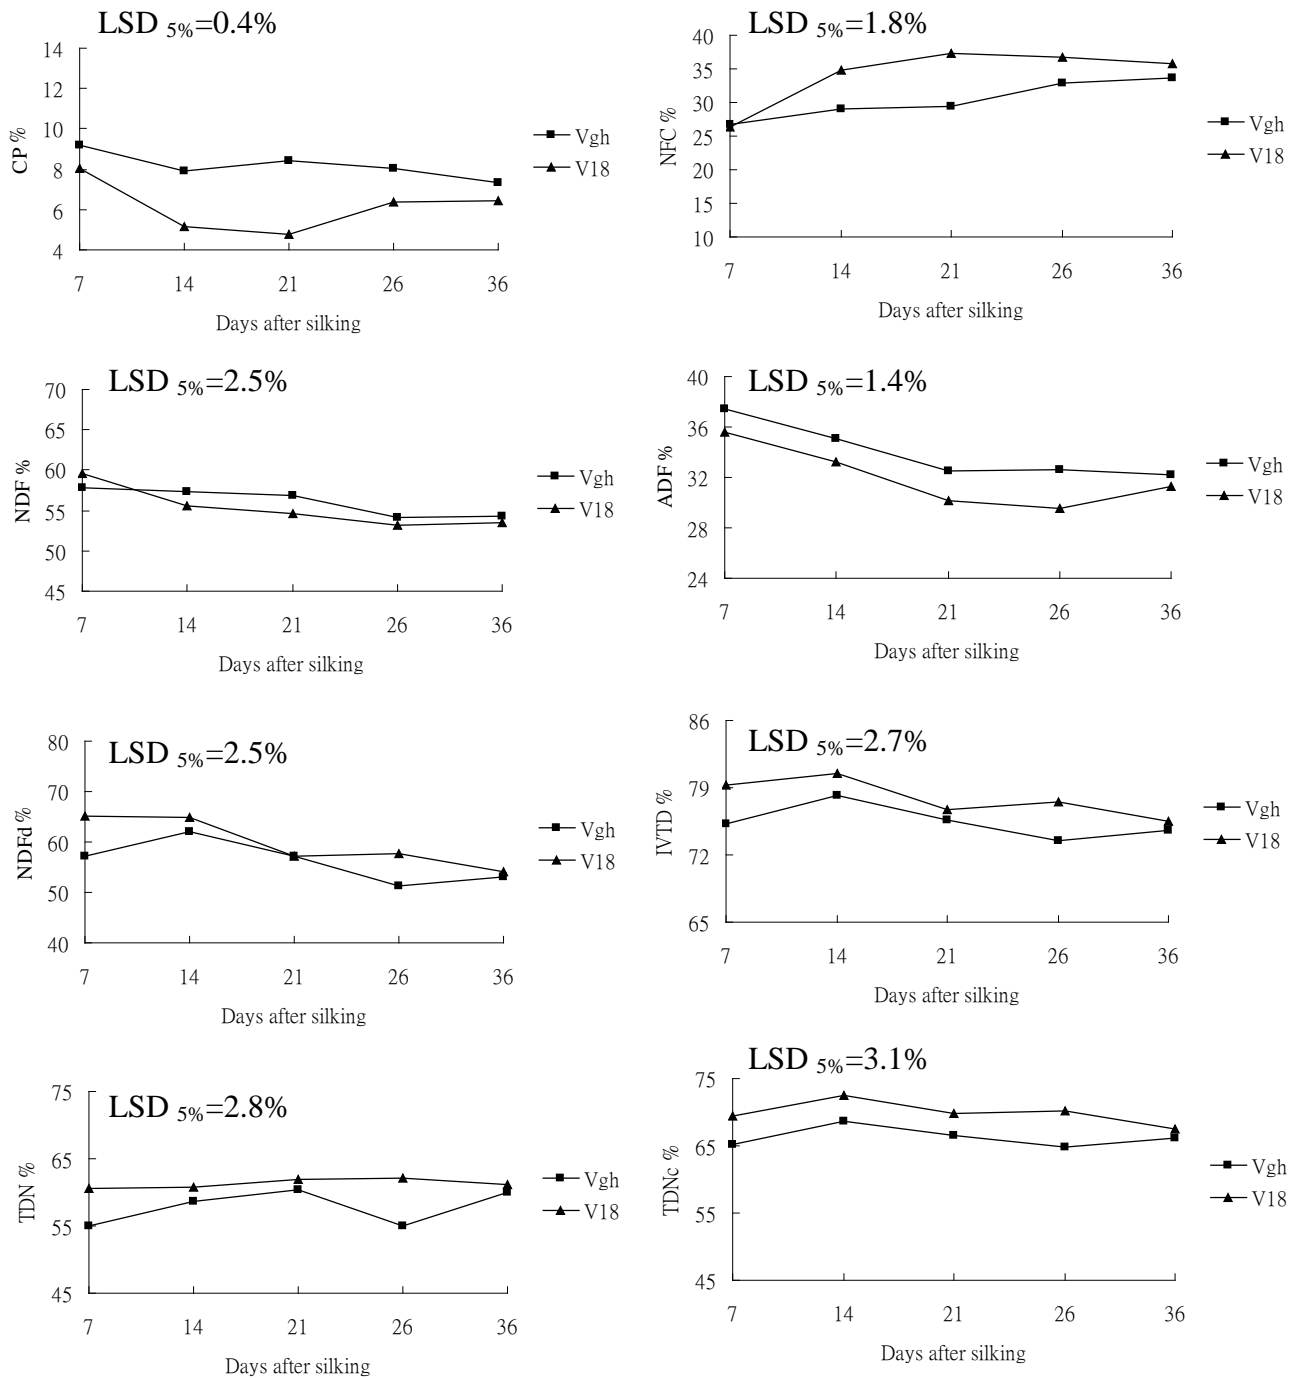 LSD 5%=0.4%
14
12
10
8
6
4
CP %
7 14 21 26 36
Days after silking
Vgh
V18
LSD 5%=1.8%
40
35
30
25
20
15
10
NFC %
7 14 21 26 36
Days after silking
Vgh
V18
LSD 5%=2.5%
70
65
60
55
50
45
NDF %
7 14 21 26 36
Days after silking
Vgh
V18
LSD 5%=1.4%
40
36
32
28
24
ADF %
7 14 21 26 36
Days after silking
Vgh
V18
LSD 5%=2.5%
80
70
60
50
40
NDFd %
7 14 21 26 36
Days after silking
Vgh
V18
LSD 5%=2.7%
86
79
72
65
IVTD %
7 14 21 26 36
Days after silking
Vgh
V18
LSD 5%=2.8%
75
65
55
45
TDN %
7 14 21 26 36
Days after silking
Vgh
V18
LSD 5%=3.1%
75
65
55
45
TDNc %
7 14 21 26 36
Days after silking
Vgh
V18